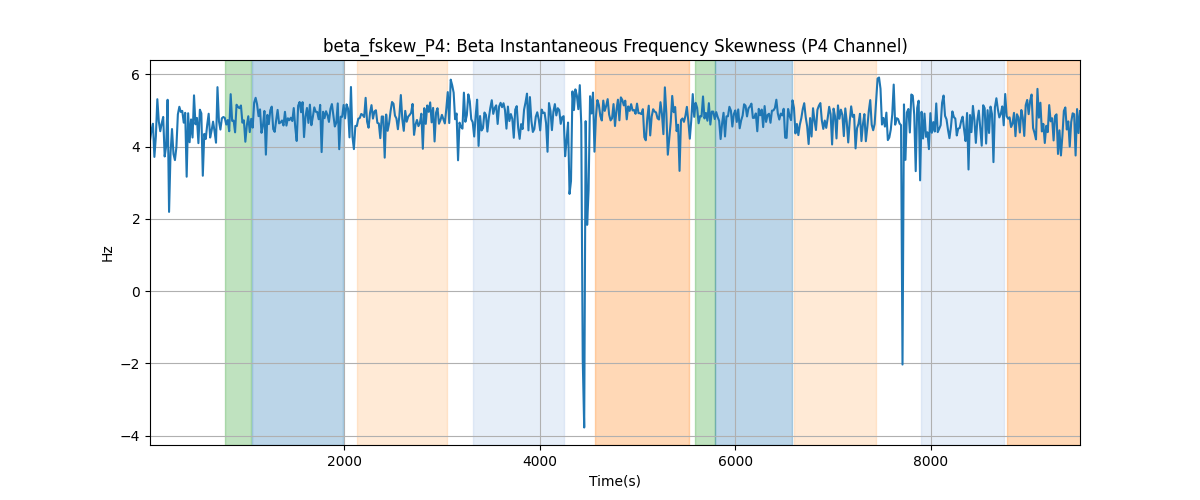 beta_fskew_P4: Beta Instantaneous Frequency Skewness (P4 Channel)
6
4
2
0
−2
−4
Hz
2000 4000 6000 8000
Time(s)